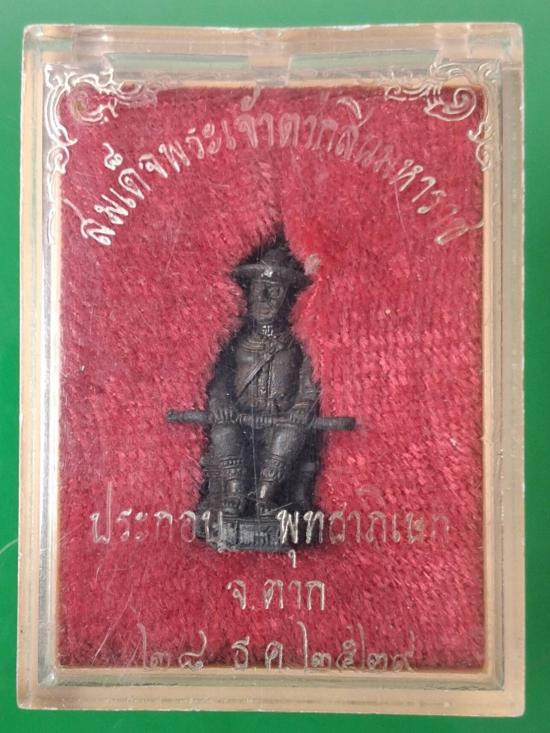 สมเด็จพระเจ้าตากสินมหาราช
ประกอบ พุทธาภิเษก
จ.ตาก
๒๘ ธ.ค.๒๕๒๙